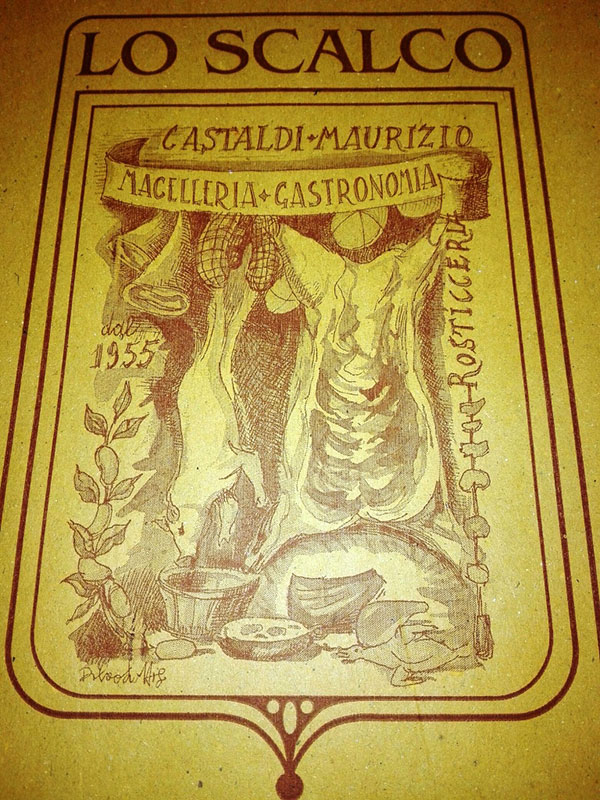 LO SCALCO
CASTALDI·MAURIZIO
MACELLERIA·GASTRONOMIA
ROSTICCERIA
dal
1955